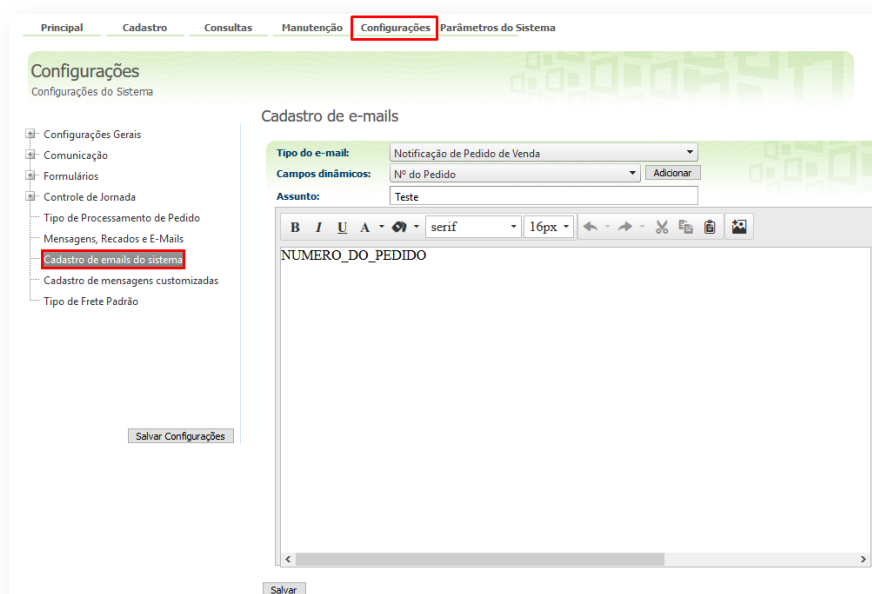 Principal Cadastro Consultas Manutenção Configurações Parâmetros do Sistema
Configurações
Configurações do Sistema
Configurações Gerais
Comunicação
Formulários
Controle de Jornada
Tipo de Processamento de Pedido
Mensagens, Recados e E-Mails
Cadastro de emails do sistema
Cadastro de mensagens customizadas
Tipo de Frete Padrão
Salvar Configurações
Cadastro de e-mails
Tipo do e-mail: Notificação de Pedido de Venda
Campos dinâmicos: Nº do Pedido Adicionar
Assunto: Teste
B I U A serif 16px
NUMERO_DO_PEDIDO
Salvar